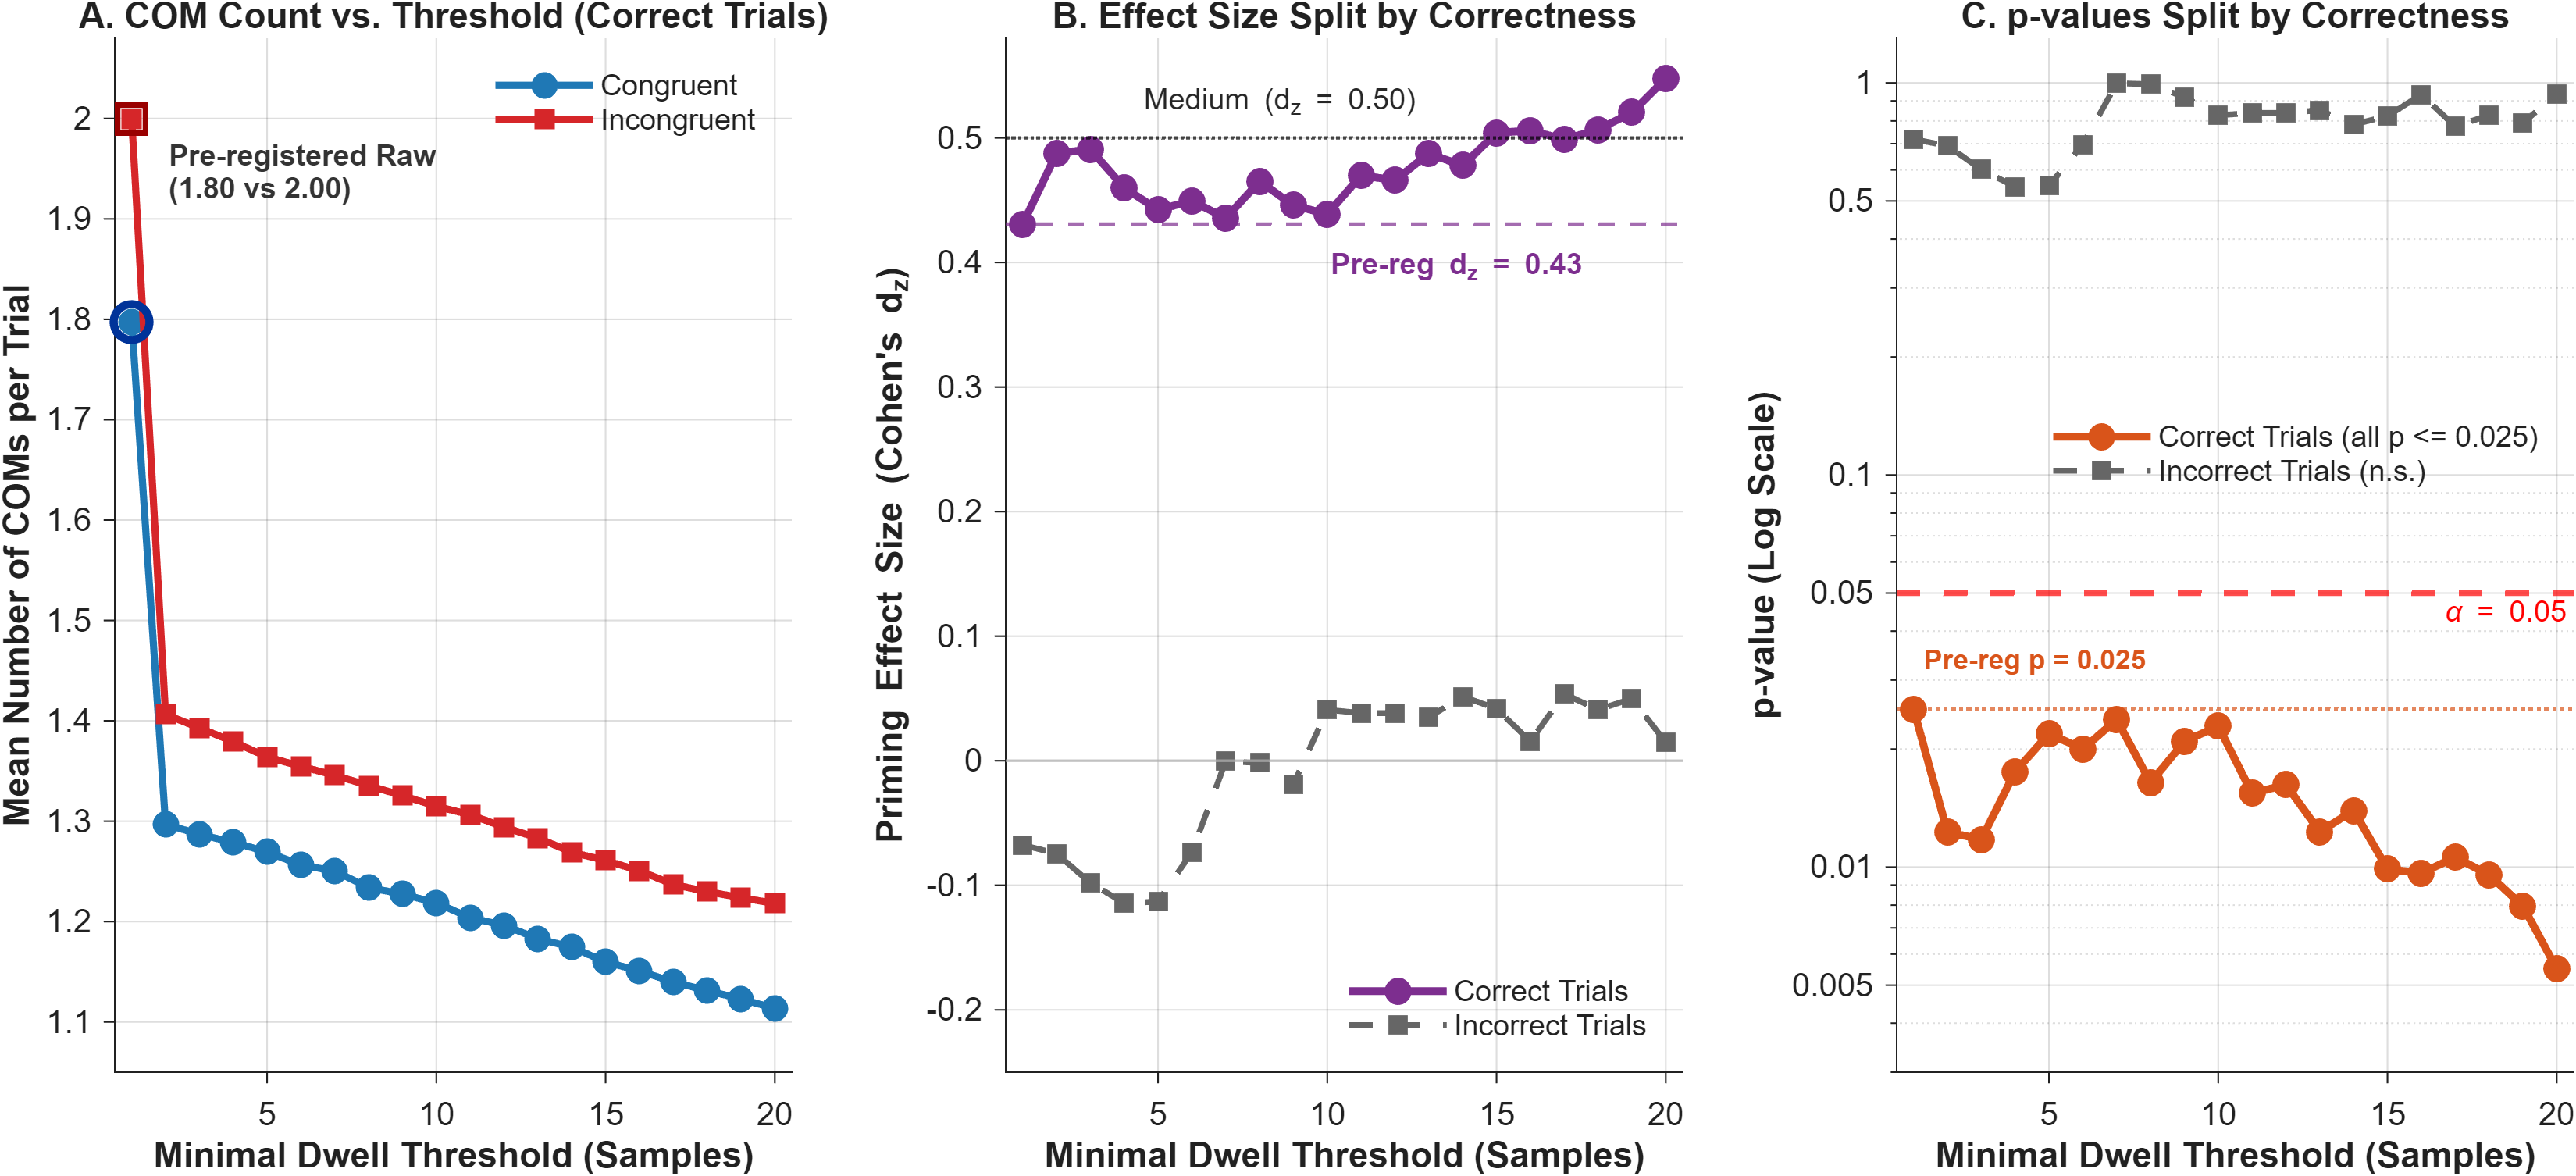 A. COM Count vs. Threshold (Correct Trials)
Mean Number of COMs per Trial
2
1.9
1.8
1.7
1.6
1.5
1.4
1.3
1.2
1.1
Congruent
Incongruent
Pre-registered Raw
(1.80 vs 2.00)
5 10 15 20
Minimal Dwell Threshold (Samples)
B. Effect Size Split by Correctness
Priming Effect Size (Cohen's dz)
0.5
0.4
0.3
0.2
0.1
0
-0.1
-0.2
Medium (dz = 0.50)
Pre-reg dz = 0.43
Correct Trials
Incorrect Trials
5 10 15 20
Minimal Dwell Threshold (Samples)
C. p-values Split by Correctness
p-value (Log Scale)
1
0.5
0.1
0.05
0.01
0.005
Correct Trials (all p <= 0.025)
Incorrect Trials (n.s.)
α = 0.05
Pre-reg p = 0.025
5 10 15 20
Minimal Dwell Threshold (Samples)